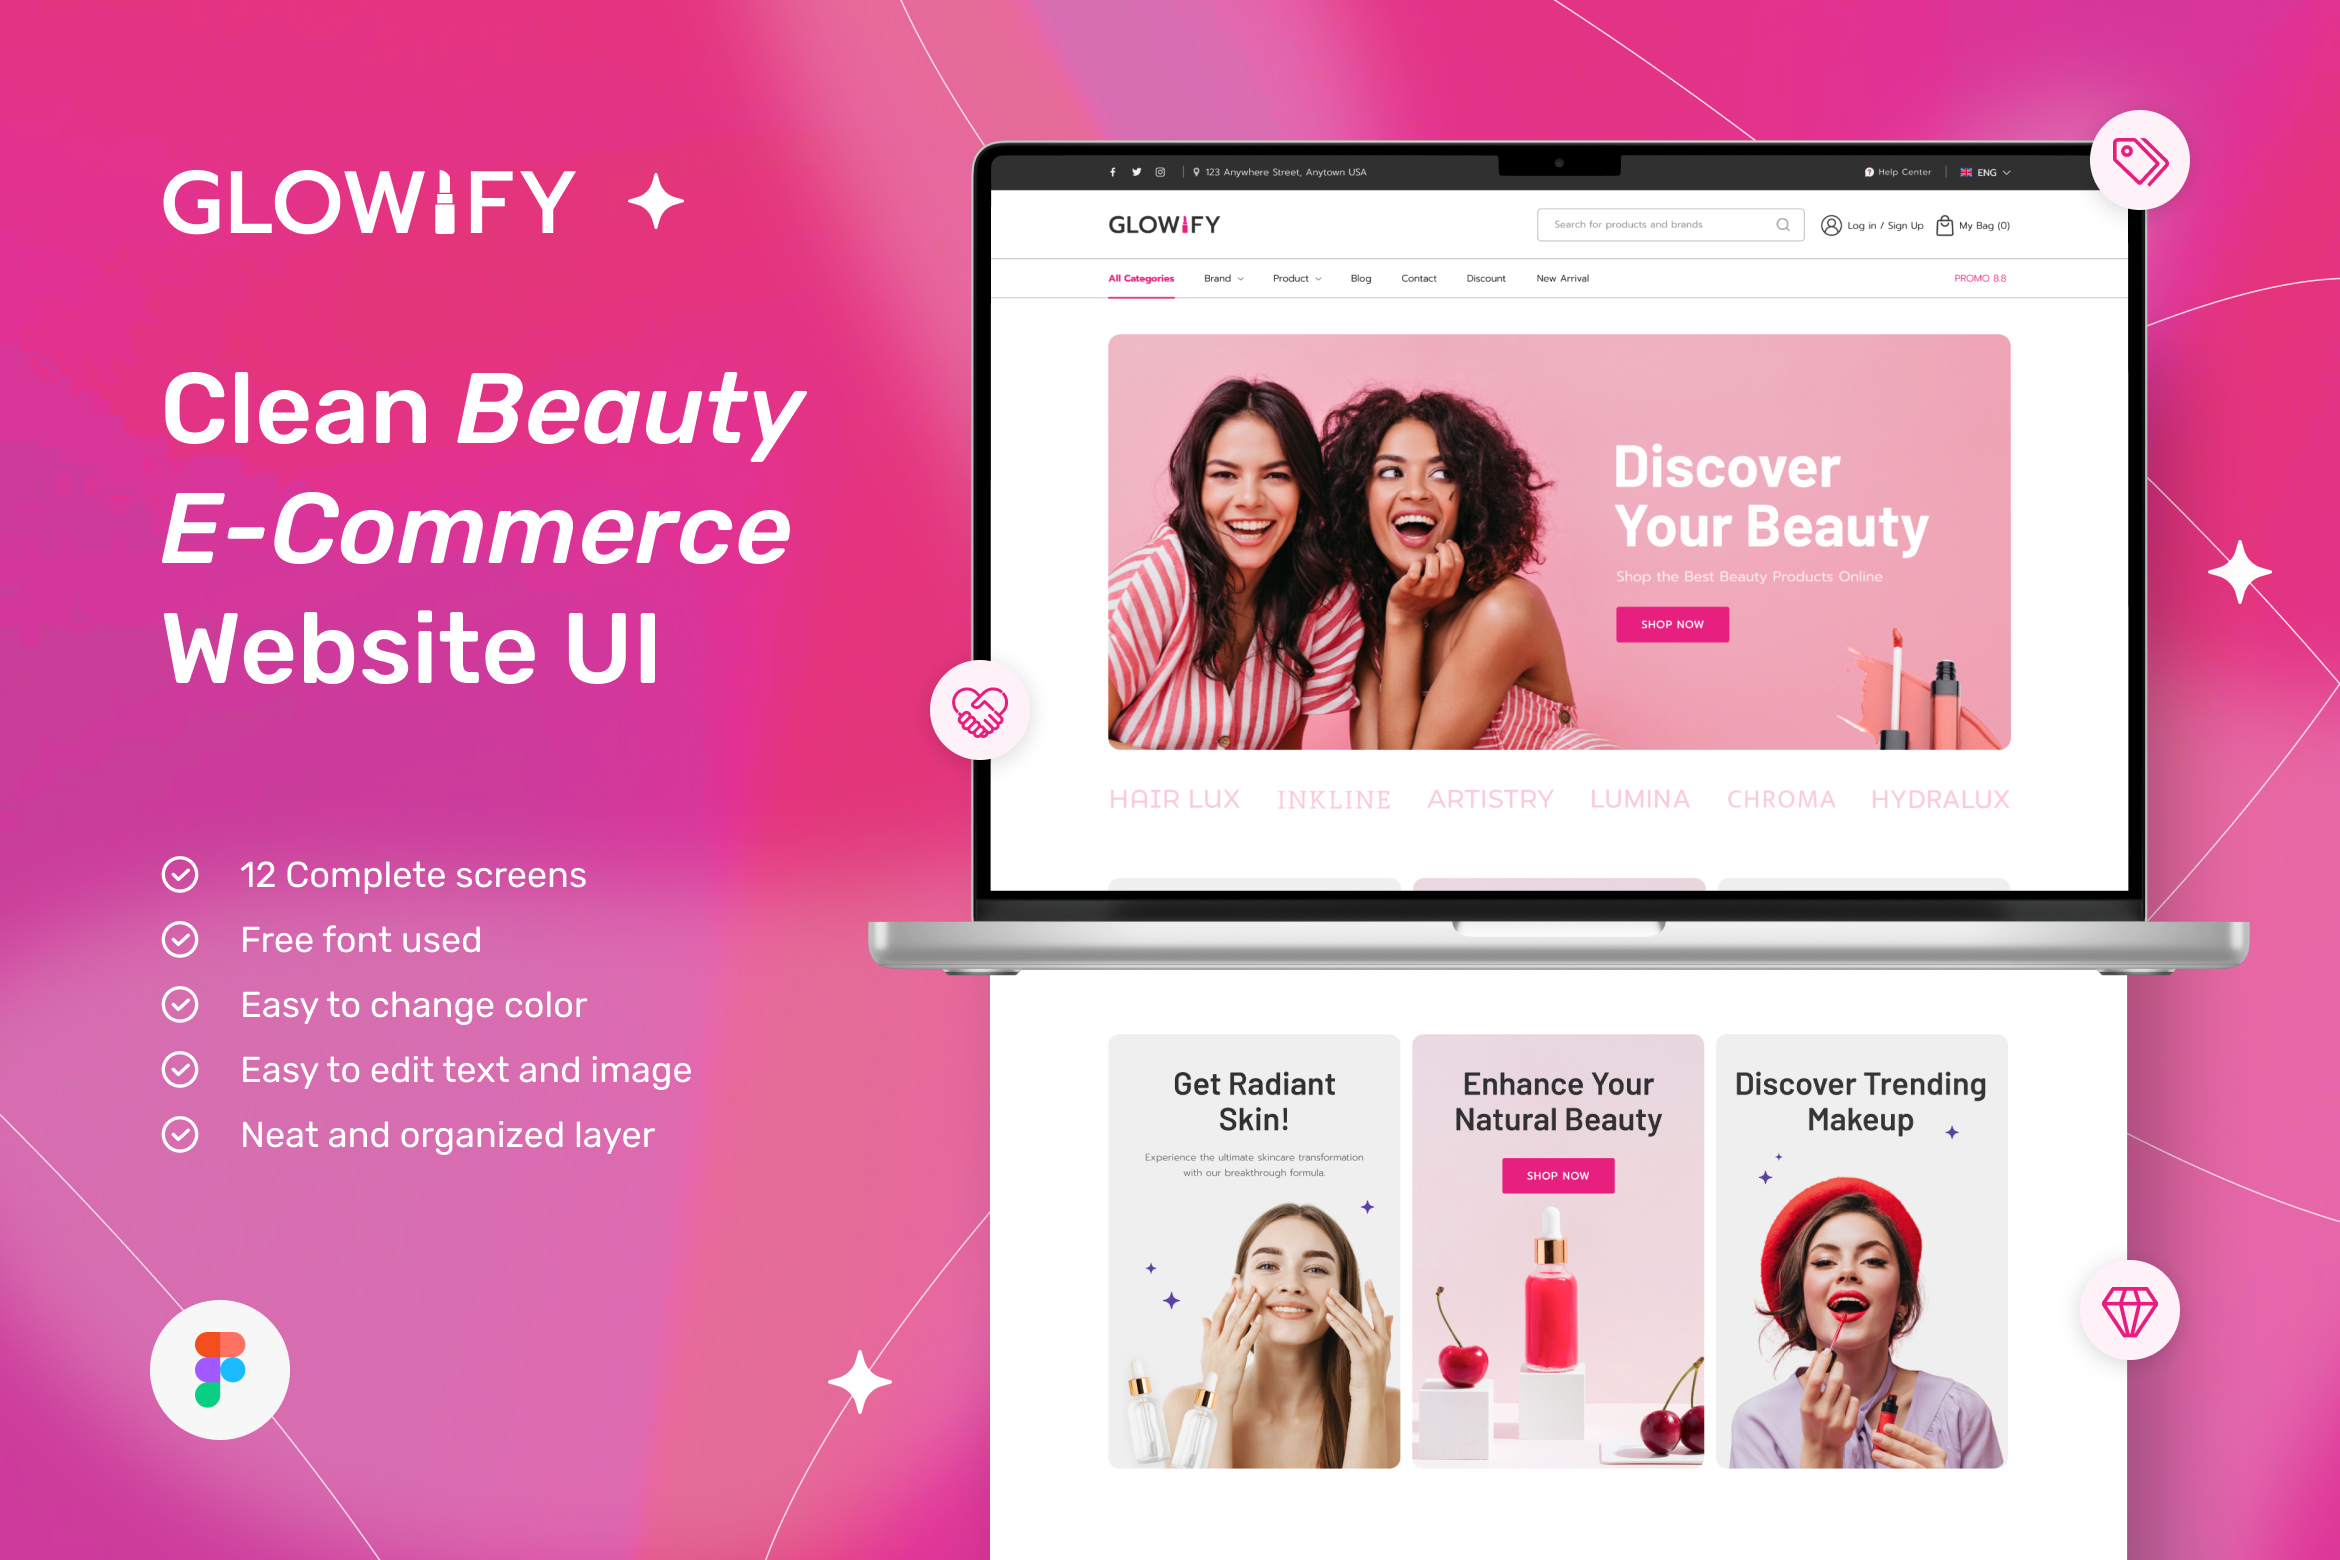 GLOWIFY
Clean Beauty
E-Commerce
Website UI
12 Complete screens
Free font used
Easy to change color
Easy to edit text and image
Neat and organized layer
123 Anywhere Street, Anytown USA
Help Center
ENG
GLOWIFY
Search for products and brands
Log in / Sign Up
My Bag (0)
All Categories
Brand
Product
Blog
Contact
Discount
New Arrival
PROMO 8.8
Discover
Your Beauty
Shop the Best Beauty Products Online
SHOP NOW
HAIR LUX
INKLINE
ARTISTRY
LUMINA
CHROMA
HYDRALUX
Get Radiant
Skin!
Experience the ultimate skincare transformation
with our breakthrough formula.
Enhance Your
Natural Beauty
SHOP NOW
Discover Trending
Makeup